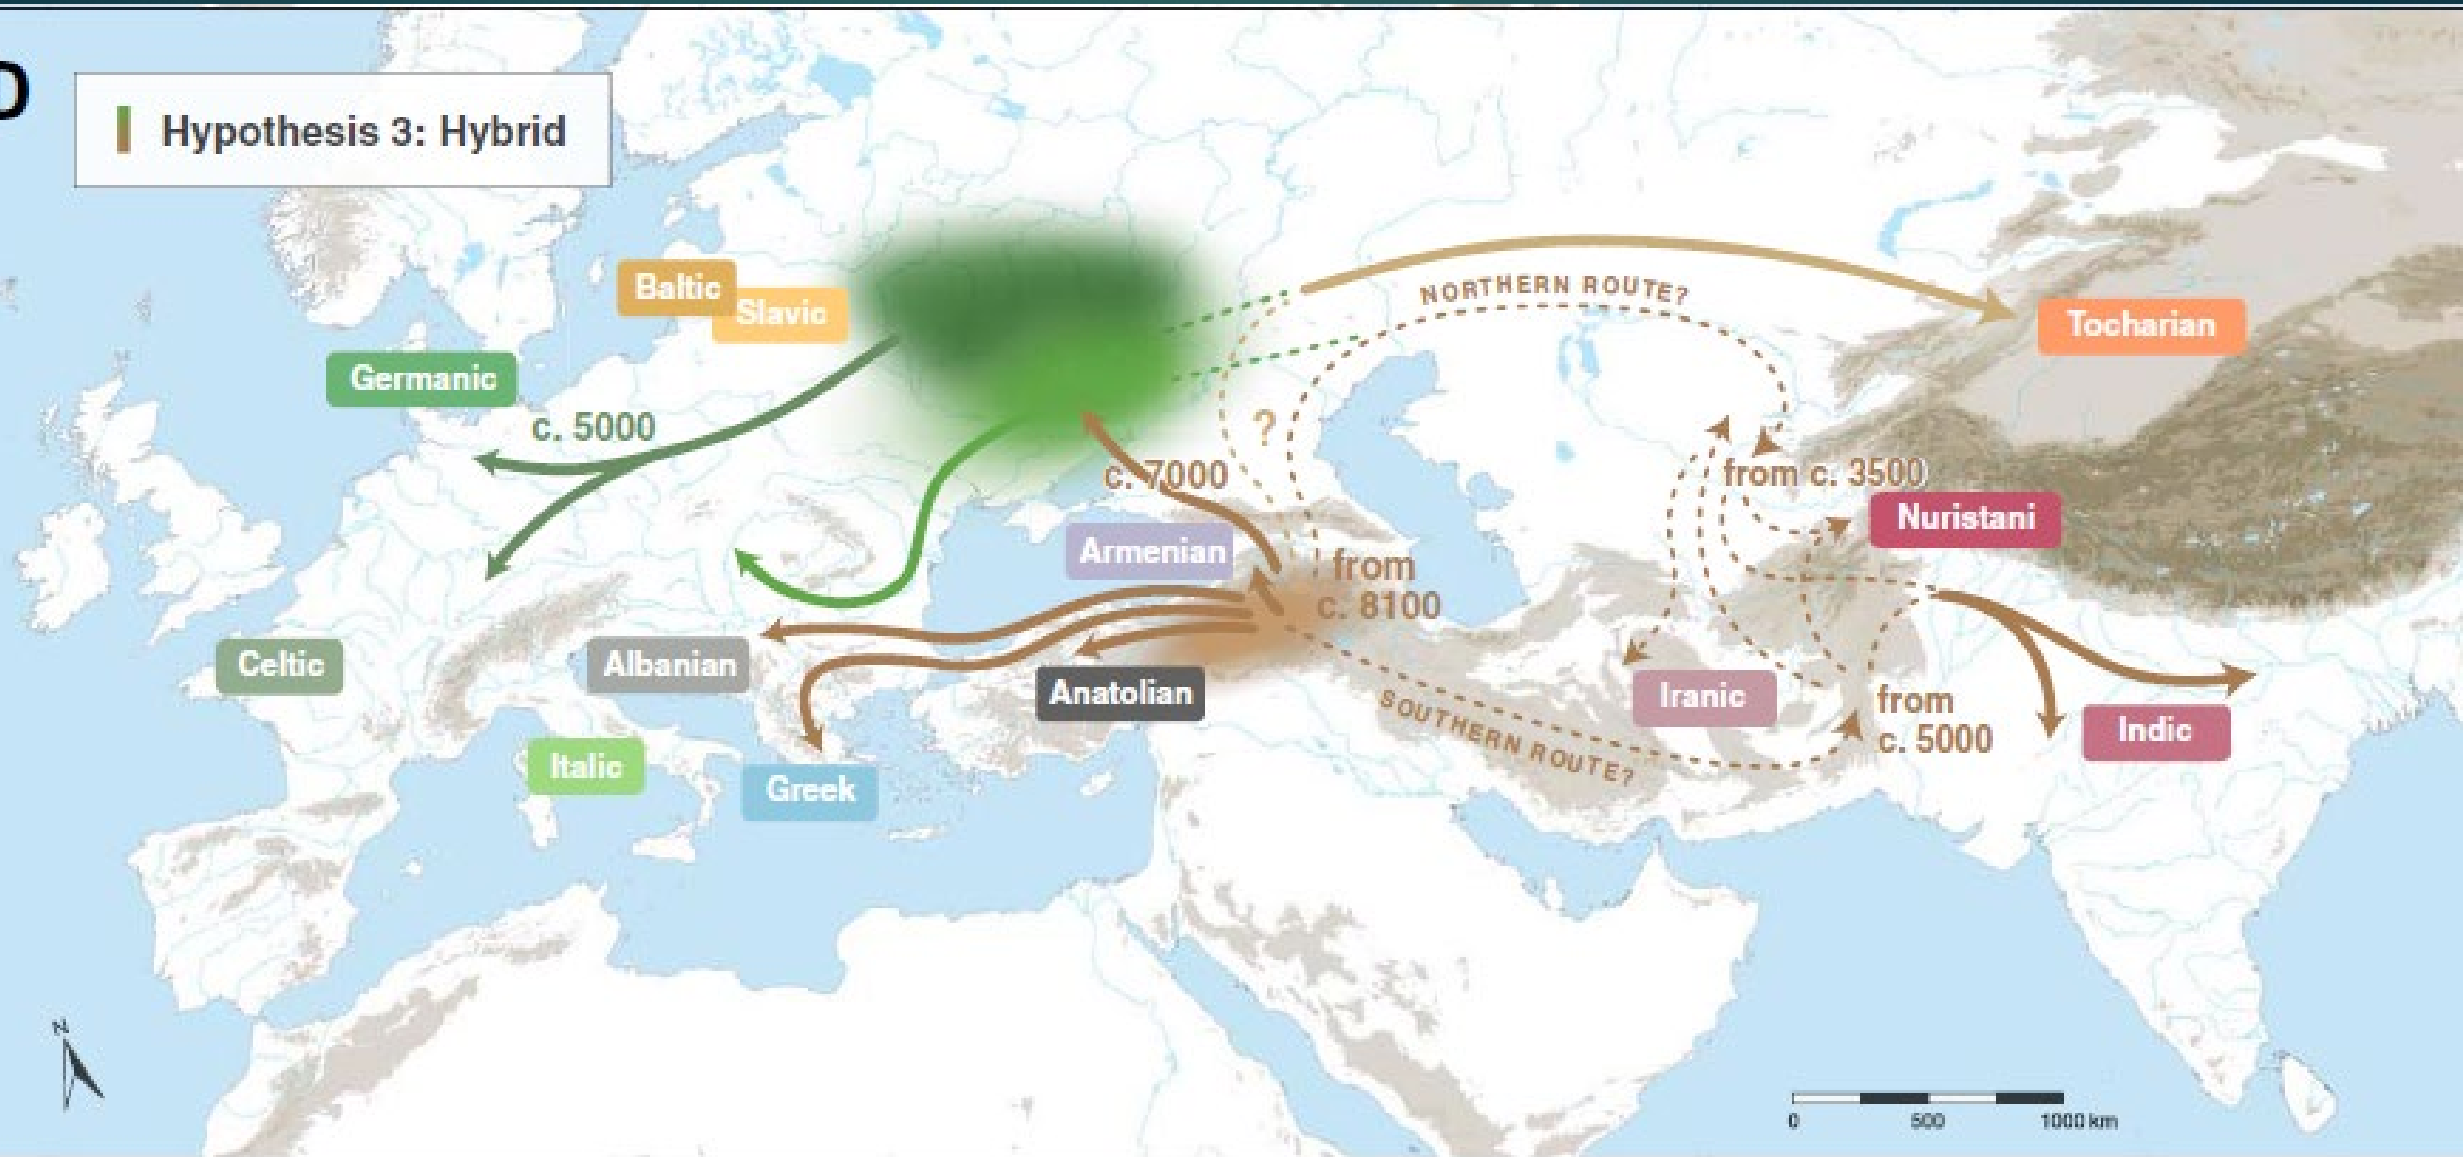 D
Hypothesis 3: Hybrid
Baltic
Slavic
NORTHERN ROUTE?
Tocharian
Germanic
c. 5000
?
c. 7000
from c. 3500
Nuristani
Armenian
from
c. 8100
Celtic
Albanian
Anatolian
Iranic
from
c. 5000
SOUTHERN ROUTE?
Indic
Italic
Greek
N
0 500 1000 km